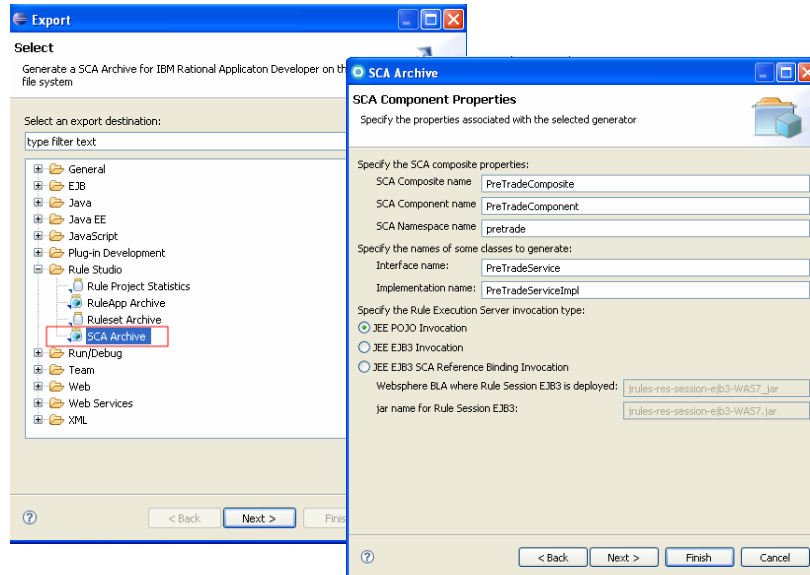 Export
Select
Generate a SCA Archive for IBM Rational Applicaton Developer on th
file system
Select an export destination:
type filter text
General
EJB
Java
Java EE
JavaScript
Plug-in Development
Rule Studio
Rule Project Statistics
RuleApp Archive
Ruleset Archive
SCA Archive
Run/Debug
Team
Web
Web Services
XML
< Back
Next >
Finis
SCA Archive
SCA Component Properties
Specify the properties associated with the selected generator
Specify the SCA composite properties:
SCA Composite name PreTradeComposite
SCA Component name PreTradeComponent
SCA Namespace name pretrade
Specify the names of some classes to generate:
Interface name: PreTradeService
Implementation name: PreTradeServiceImpl
Specify the Rule Execution Server invocation type:
JEE POJO Invocation
JEE EJB3 Invocation
JEE EJB3 SCA Reference Binding Invocation
Websphere BLA where Rule Session EJB3 is deployed: jrules-res-session-ejb3-WAS7_jar
jar name for Rule Session EJB3: jrules-res-session-ejb3-WAS7.jar
< Back
Next >
Finish
Cancel